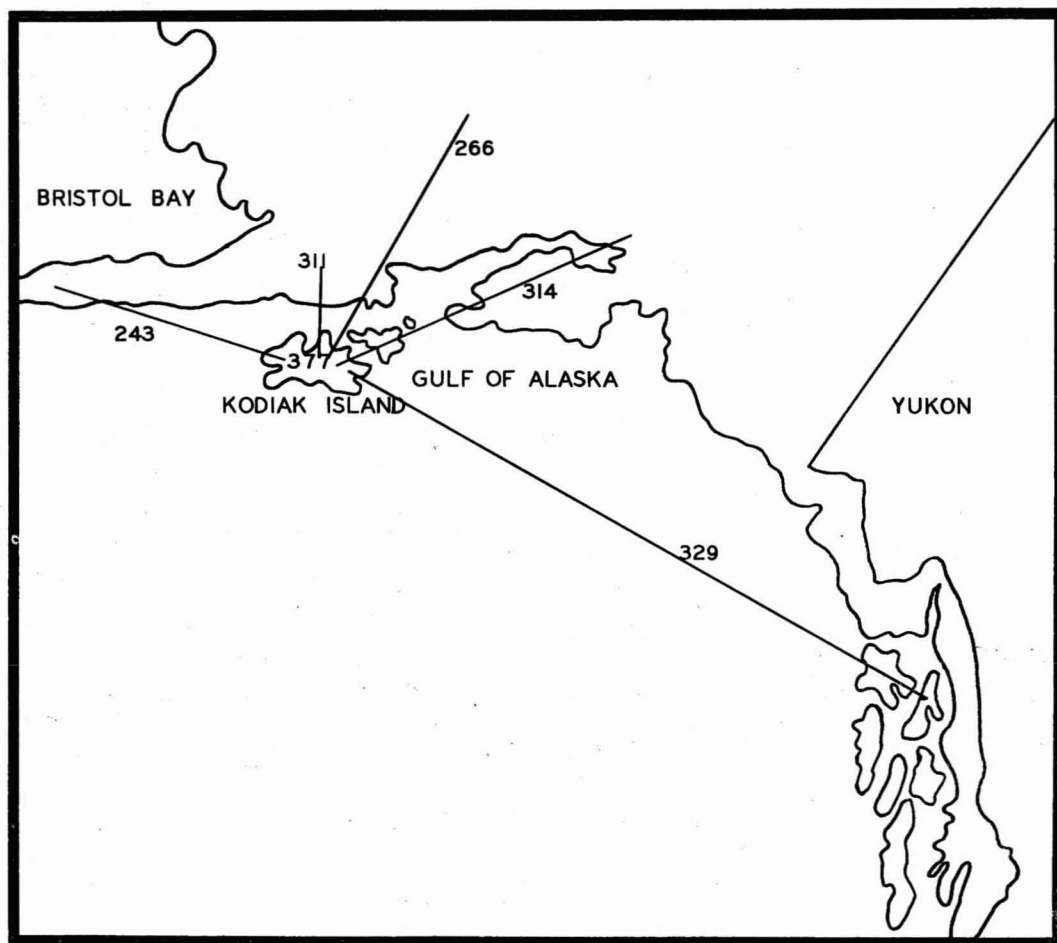 266
BRISTOL BAY
311
314
243
377
GULF OF ALASKA
KODIAK ISLAND
YUKON
329